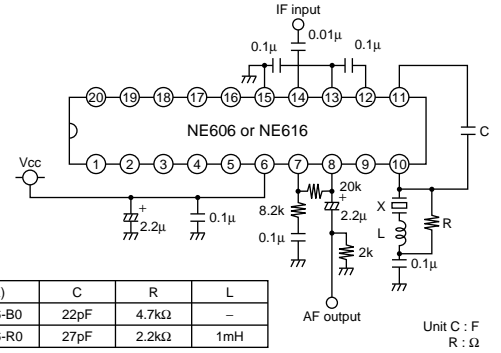 IF input
0.01μ
0.1μ
0.1μ
20 19 18 17 16 15 14 13 12 11
NE606 or NE616
C
1 2 3 4 5 6 7 8 9 10
Vcc
20k
+
2.2μ
0.1μ
8.2k
+
2.2μ
X
R
L
0.1μ
2k
0.1μ
AF output
) C R L
-B0 22pF 4.7kΩ –
-R0 27pF 2.2kΩ 1mH
Unit C : F
R : Ω